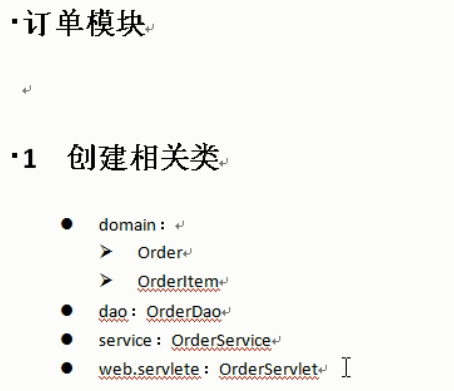 ·订单模块
·1 创建相关类
● domain：
➤ Order
➤ OrderItem
● dao：OrderDao
● service：OrderService
● web.servlete：OrderServlet